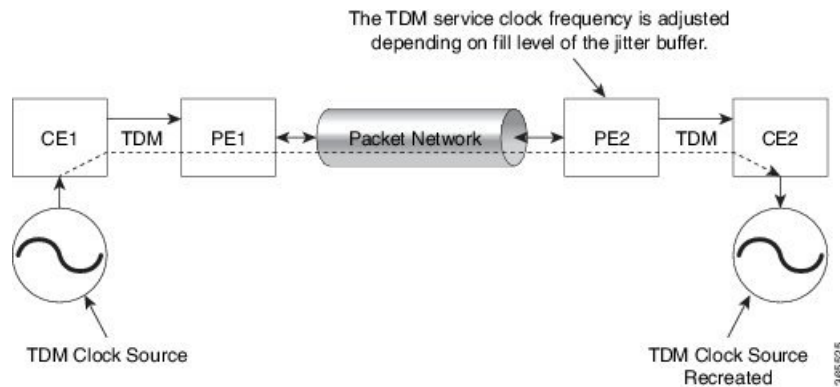 The TDM service clock frequency is adjusted
depending on fill level of the jitter buffer.
CE1
TDM
PE1
Packet Network
PE2
TDM
CE2
TDM Clock Source
TDM Clock Source
Recreated